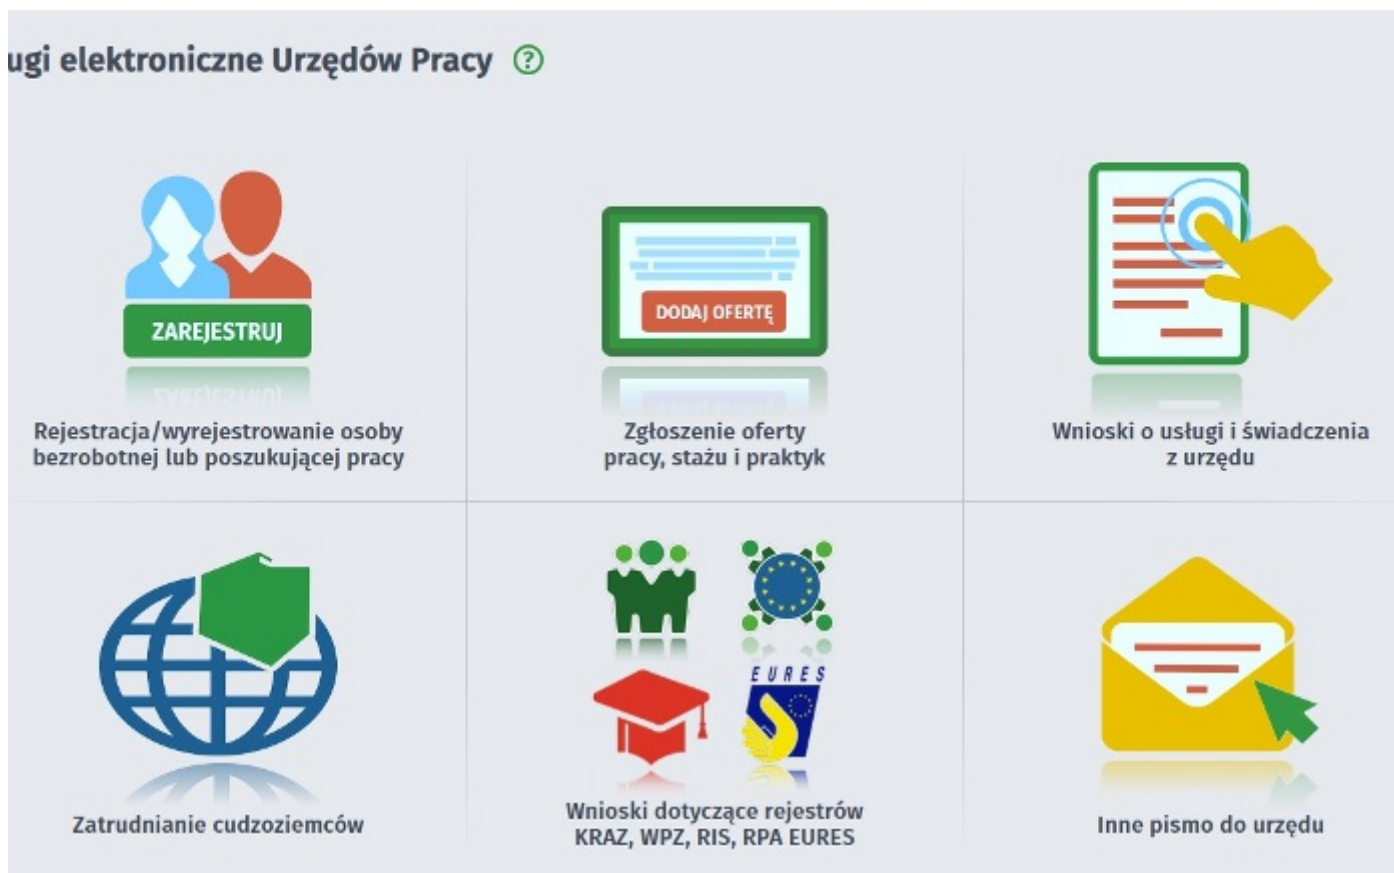 ugi elektroniczne Urzędów Pracy ?
ZAREJESTRUJ
Rejestracja/wyrejestrowanie osoby
bezrobotnej lub poszukującej pracy
DODAJ OFERTĘ
Zgłoszenie oferty
pracy, stażu i praktyk
Wnioski o usługi i świadczenia
z urzędu
Zatrudnianie cudzoziemców
EURES
Wnioski dotyczące rejestrów
KRAZ, WPZ, RIS, RPA EURES
Inne pismo do urzędu